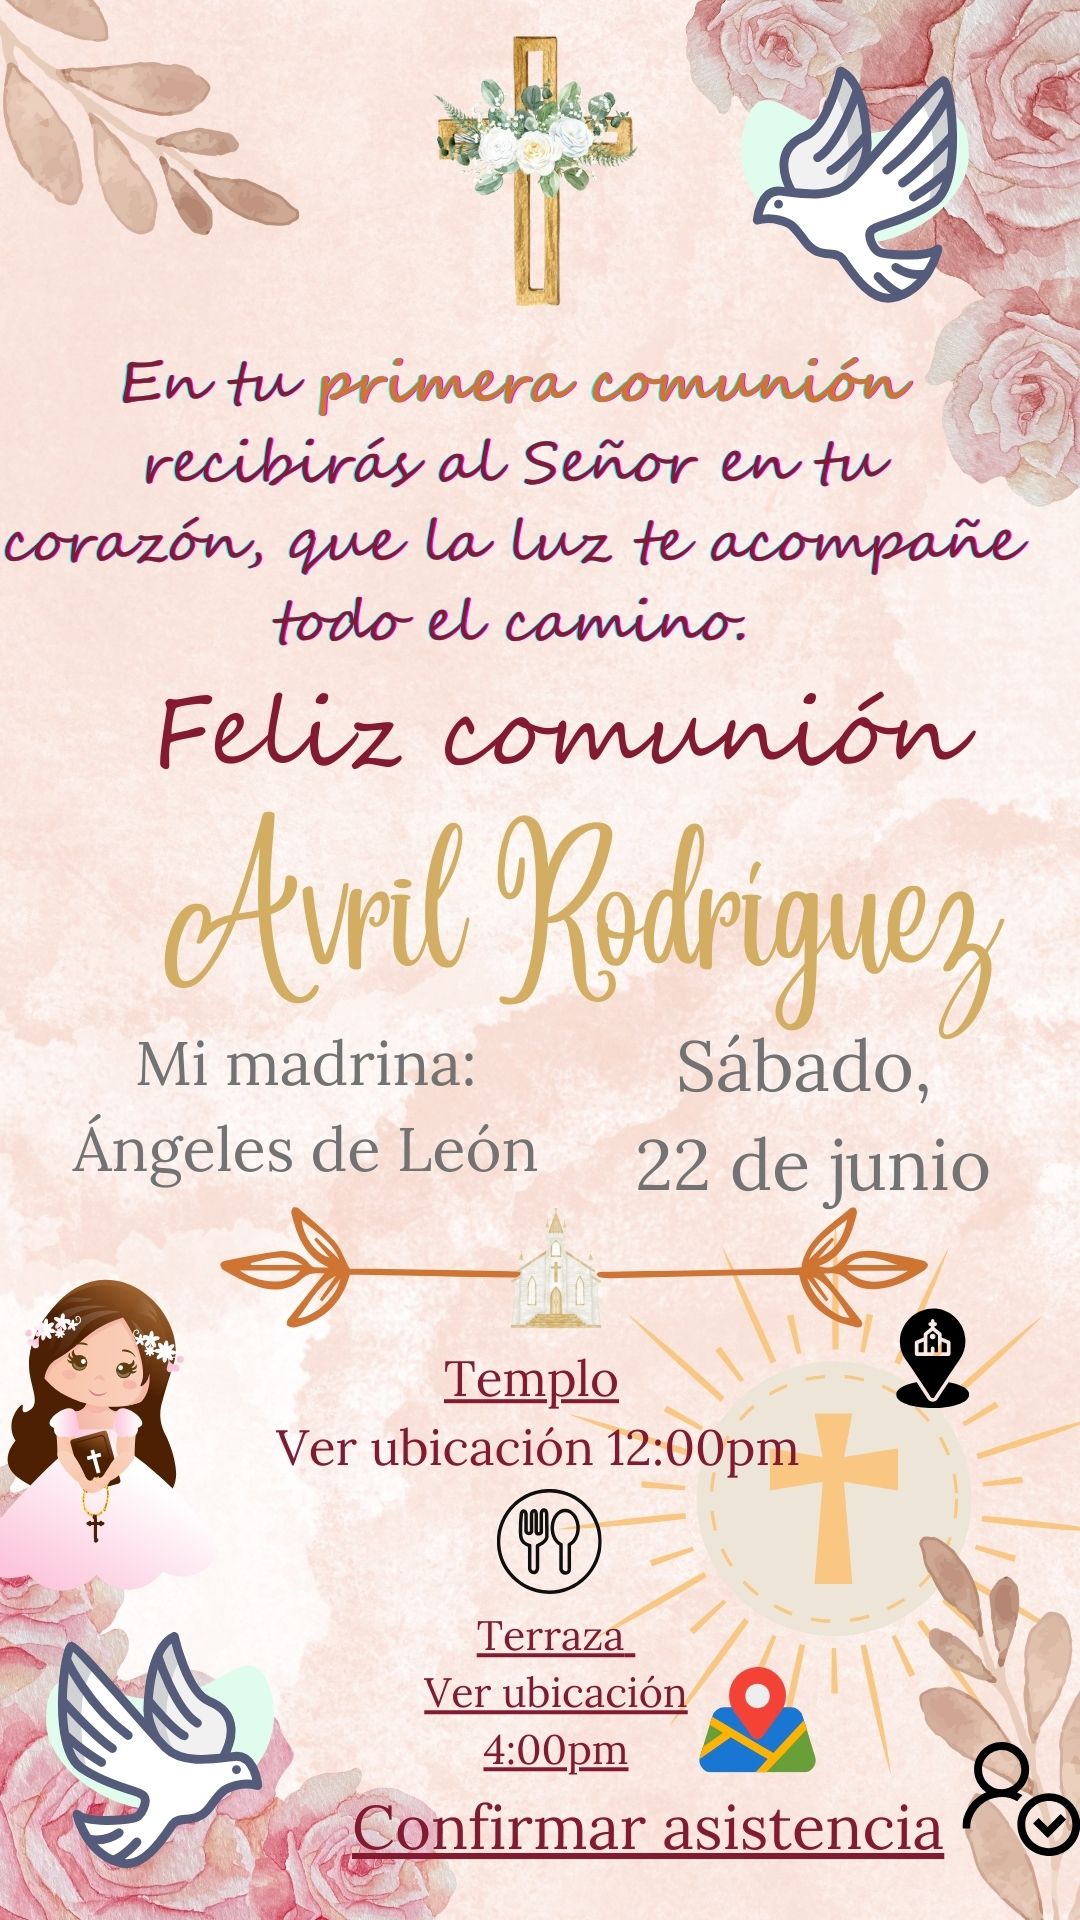 En tu primera comunión
recibirás al Señor en tu
corazón, que la luz te acompañe
todo el camino.
Feliz comunión
Avril Rodríguez
Mi madrina:
Ángeles de León
Sábado,
22 de junio
Templo
Ver ubicación 12:00pm
Terraza
Ver ubicación
4:00pm
Confirmar asistencia